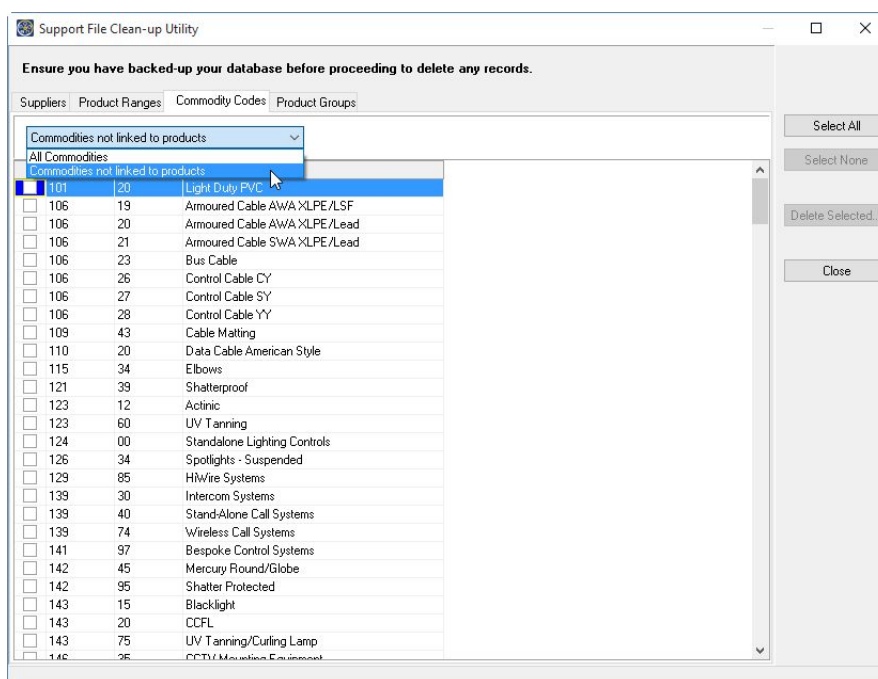 Support File Clean-up Utility
Ensure you have backed-up your database before proceeding to delete any records.
Suppliers Product Ranges Commodity Codes Product Groups
Commodities not linked to products
All Commodities
Commodities not linked to products
101 20 Light Duty PVC
106 19 Armoured Cable AWA XLPE/LSF
106 20 Armoured Cable AWA XLPE/Lead
106 21 Armoured Cable SWA XLPE/Lead
106 23 Bus Cable
106 26 Control Cable CY
106 27 Control Cable SY
106 28 Control Cable YY
109 43 Cable Matting
110 20 Data Cable American Style
115 34 Elbows
121 39 Shatterproof
123 12 Actinic
123 60 UV Tanning
124 00 Standalone Lighting Controls
126 34 Spotlights - Suspended
129 85 HiWire Systems
139 30 Intercom Systems
139 40 Stand-Alone Call Systems
139 74 Wireless Call Systems
141 97 Bespoke Control Systems
142 45 Mercury Round/Globe
142 95 Shatter Protected
143 15 Blacklight
143 20 CCFL
143 75 UV Tanning/Curling Lamp
146 35 CCTV Mounting Equipment
Select All
Select None
Delete Selected..
Close